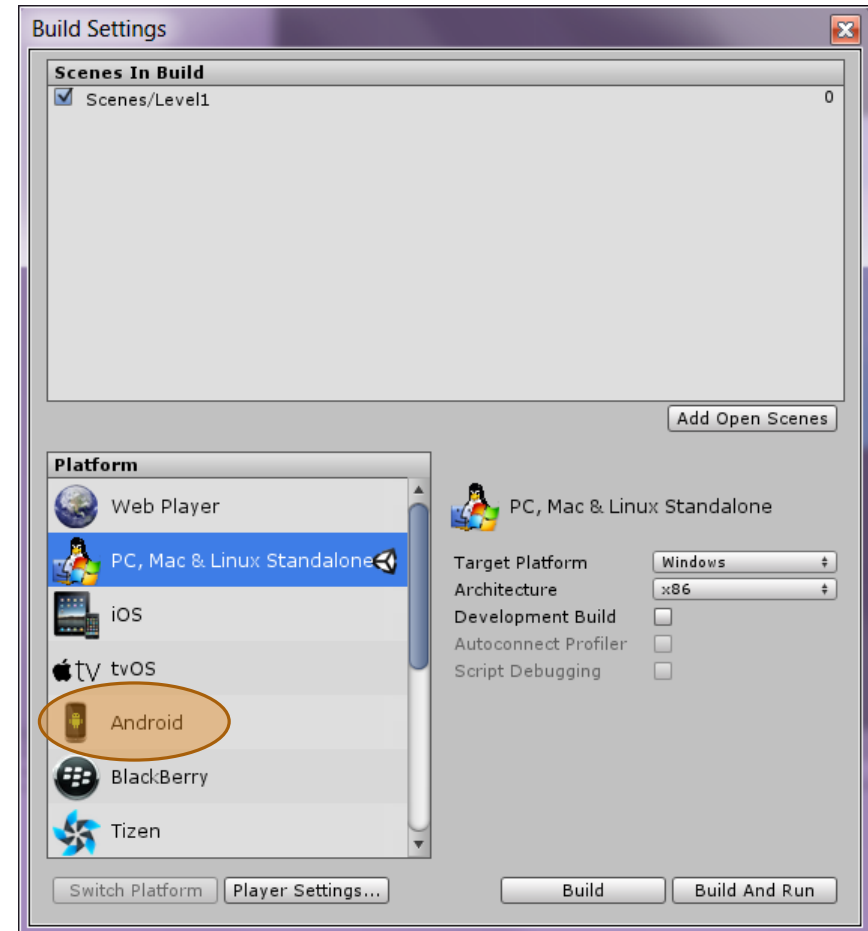 Build Settings
Scenes In Build
Scenes/Level1 0
Add Open Scenes
Platform
Web Player
PC, Mac & Linux Standalone
iOS
tv tvOS
Android
BlackBerry
Tizen
PC, Mac & Linux Standalone
Target Platform Windows
Architecture x86
Development Build
Autoconnect Profiler
Script Debugging
Switch Platform Player Settings... Build Build And Run